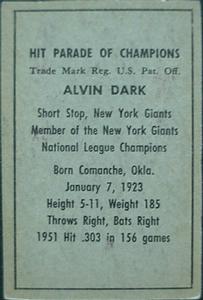 HIT PARADE OF CHAMPIONS
Trade Mark Reg. U.S. Pat. Off.
ALVIN DARK
Short Stop, New York Giants
Member of the New York Giants
National League Champions
Born Comanche, Okla.
January 7, 1923
Height 5-11, Weight 185
Throws Right, Bats Right
1951 Hit .303 in 156 games